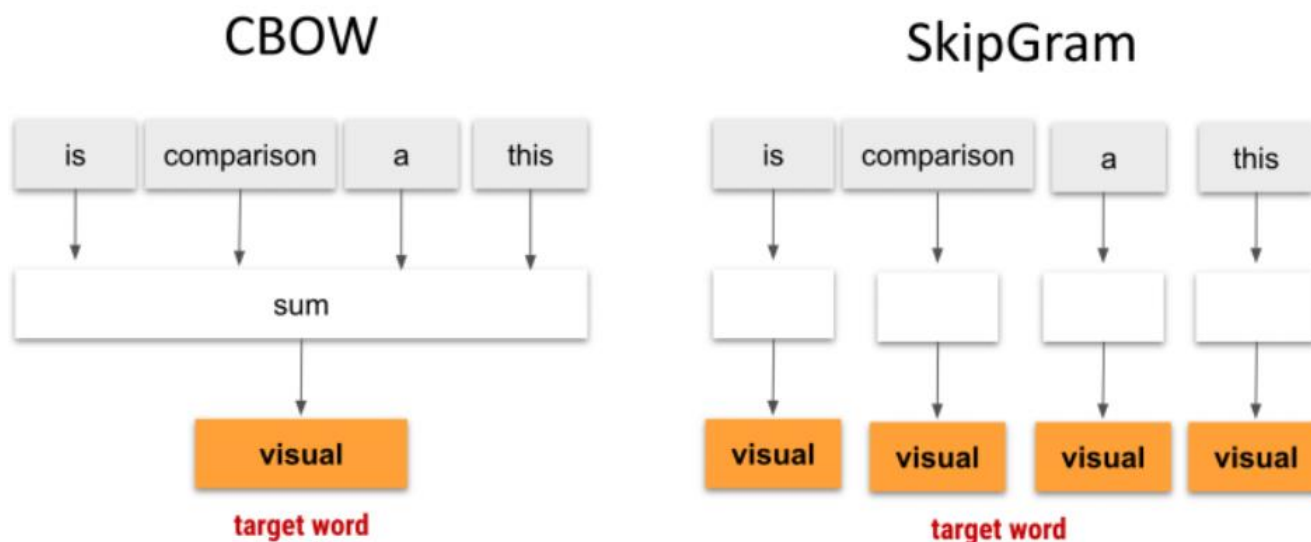 CBOW SkipGram
is comparison a this is comparison a this
sum
visual visual visual visual visual
target word target word